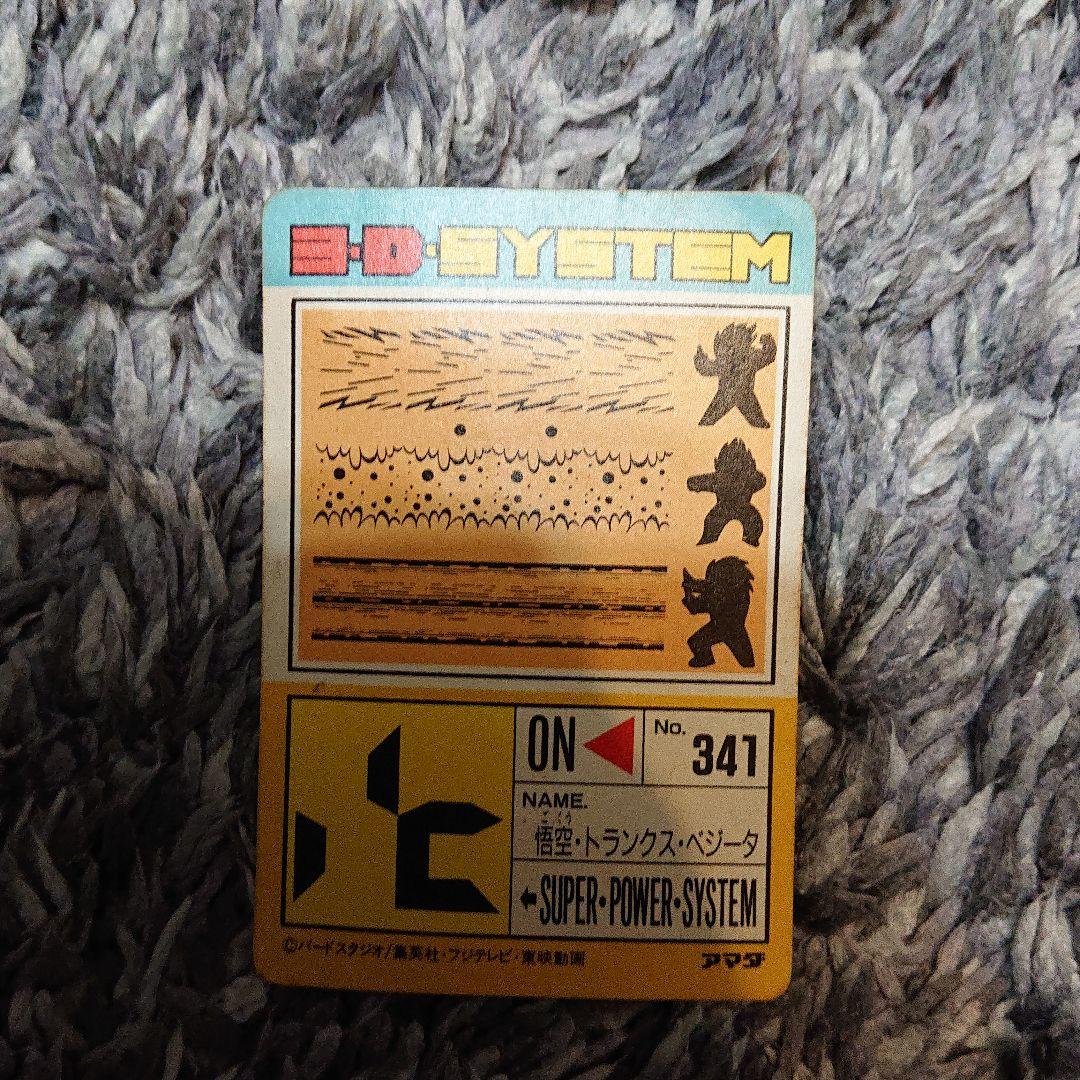 3・D・SYSTEM
ON
No. 341
NAME.
ごくう
悟空・トランクス・ベジータ
SUPER・POWER・SYSTEM
©バードスタジオ/集英社・フジテレビ・東映動画
アマダ